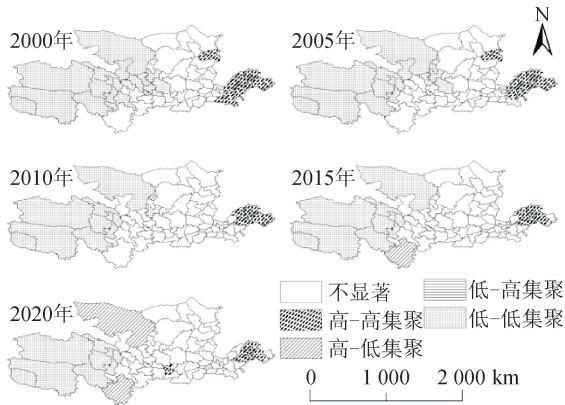 2000年
2005年
N
2010年
2015年
2020年
不显著
低-高集聚
高-高集聚
低-低集聚
高-低集聚
0 1 000 2 000 km